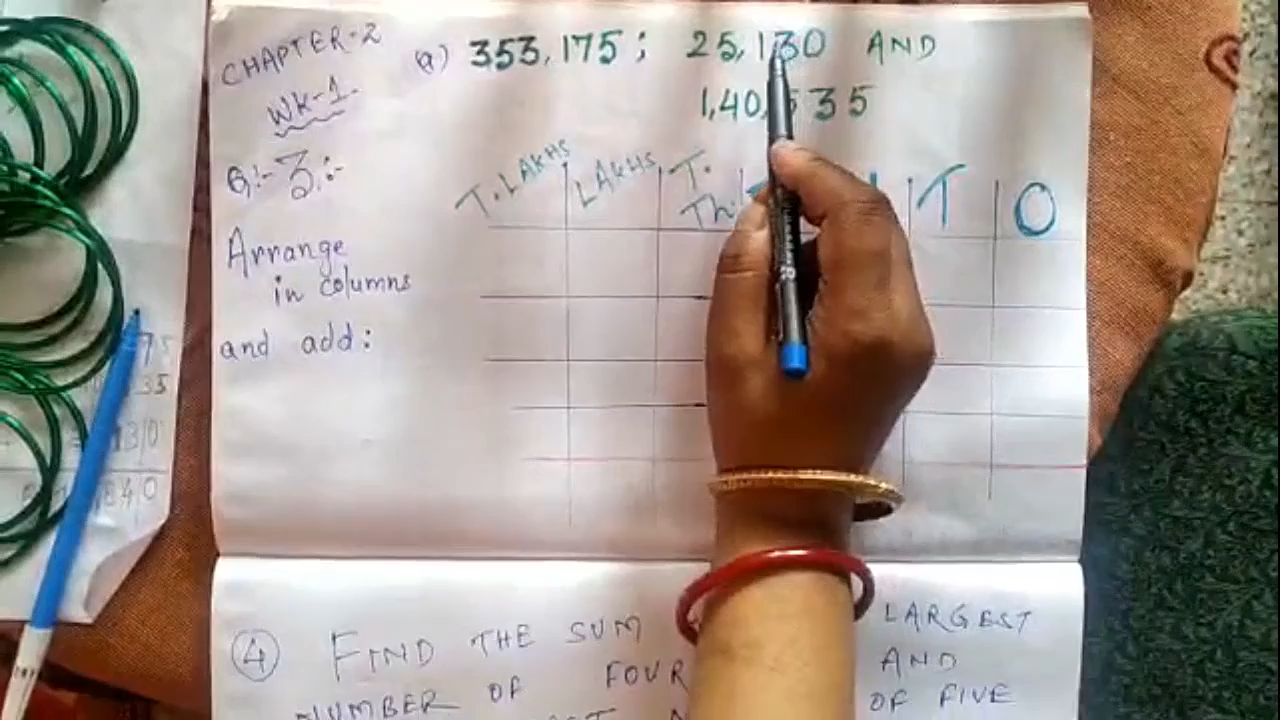 CHAPTER-2
WK-1
Q:- 3:-
Arrange
in columns
and add:
(a) 353,175; 25,130 AND
1,40,535
T. LAKHS LAKHS T. Th. T O
4 FIND THE SUM LARGEST
NUMBER OF FOUR AND
OF FIVE